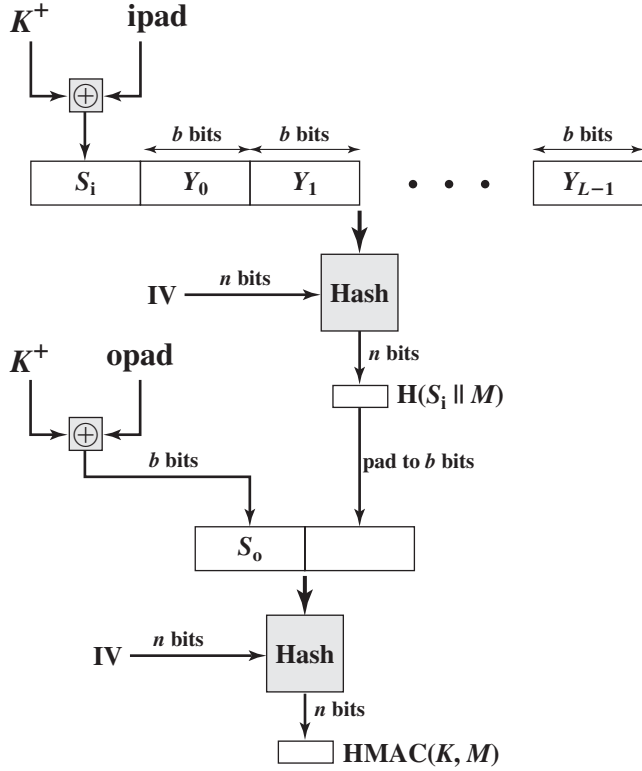 K⁺ ipad
⊕
b bits b bits b bits
Sᵢ Y₀ Y₁ • • • Y_{L−1}
n bits
IV Hash
n bits
K⁺ opad
H(Sᵢ || M)
⊕
b bits pad to b bits
Sₒ
n bits
IV Hash
n bits
HMAC(K, M)